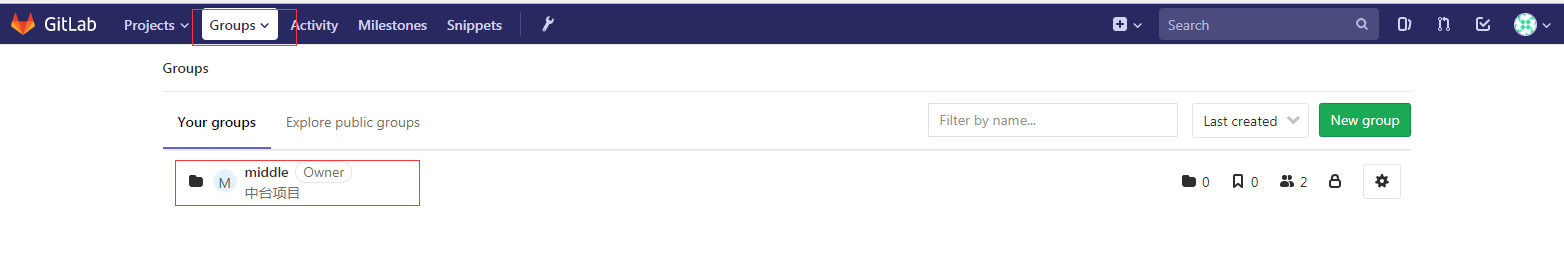 GitLab Projects Groups Activity Milestones Snippets Search
Groups
Your groups Explore public groups Filter by name... Last created New group
M middle Owner 0 0 2
中台项目